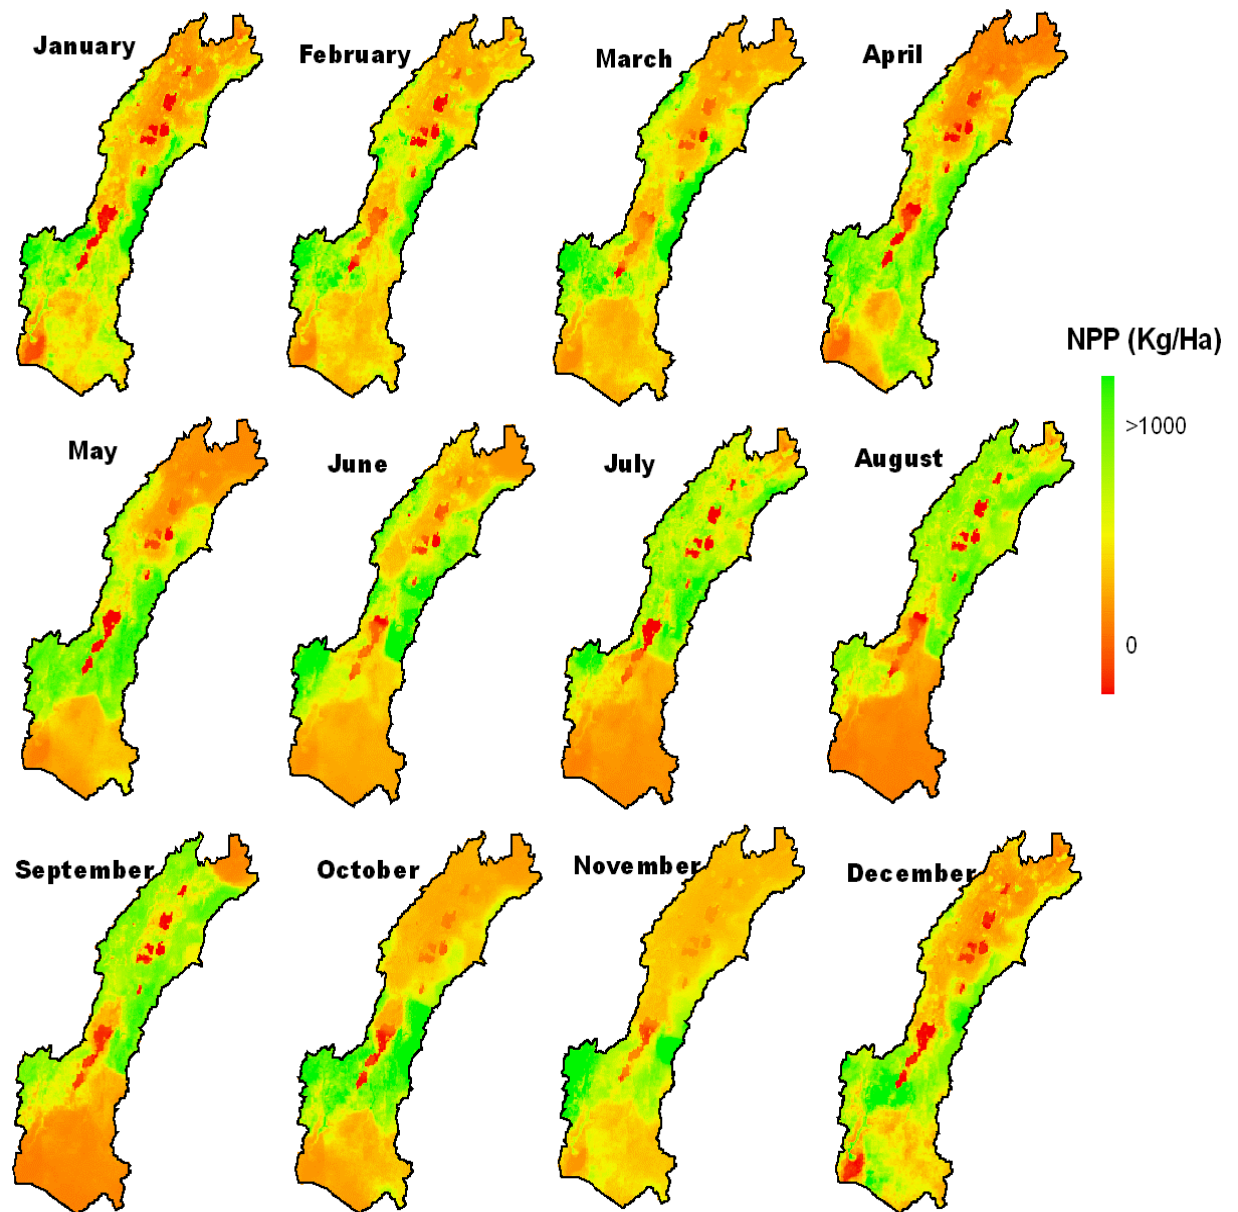 January
February
March
April
NPP (Kg/Ha)
>1000
0
May
June
July
August
September
October
November
December